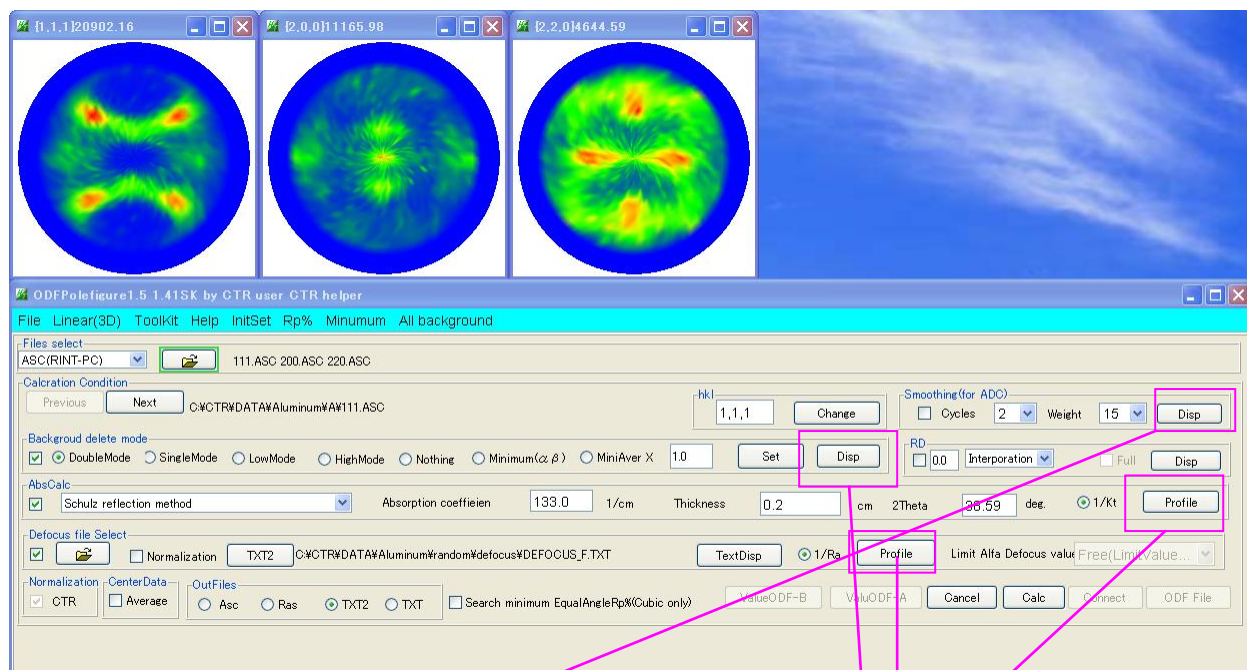 {1,1,1}20902.16
{2,0,0}11165.98
{2,2,0}4644.59
ODFPolefigure1.5 1.41SK by CTR user CTR helper
File Linear(3D) ToolKit Help InitSet Rp% Minumum All background
Files select
ASC(RINT-PC) 111.ASC 200.ASC 220.ASC
Calcration Condition
Previous Next C:¥CTR¥DATA¥Aluminum¥A¥111.ASC
hkl
1,1,1 Change
Smoothing(for ADC)
Cycles 2 Weight 15 Disp
Backgroud delete mode
DoubleMode SingleMode LowMode HighMode Nothing Minimum(αβ) MiniAver X 1.0 Set Disp
RD
0.0 Interporation Full Disp
AbsCalc
Schulz reflection method Absorption coeffieien 133.0 1/cm Thickness 0.2 cm 2Theta 38.59 deg. 1/Kt Profile
Defocus file Select
Normalization TXT2 C:¥CTR¥DATA¥Aluminum¥random¥defocus¥DEFOCUS_F.TXT TextDisp 1/Ra Profile Limit Alfa Defocus value Free(LimitValue...
Normalization
CTR
CenterData
Average
OutFiles
Asc Ras TXT2 TXT Search minimum EqualAngleRp%(Cubic only) ValueODF-B ValuODF-A Cancel Calc Connect ODF File